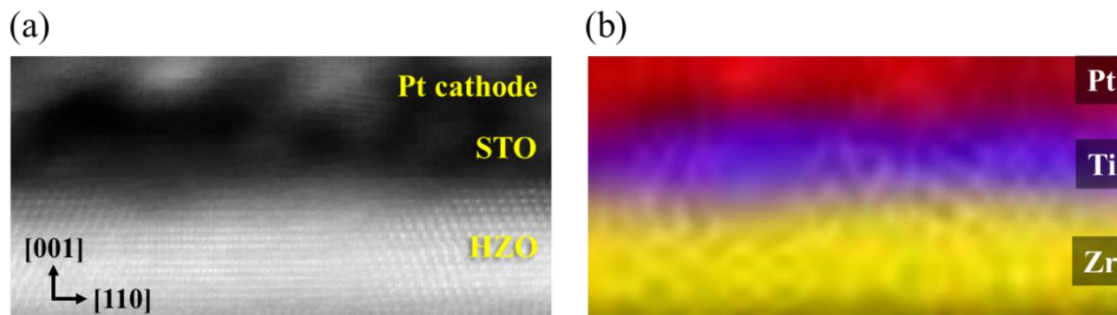 (a)
Pt cathode
STO
HZO
[001]
[110]
(b)
Pt
Ti
Zr